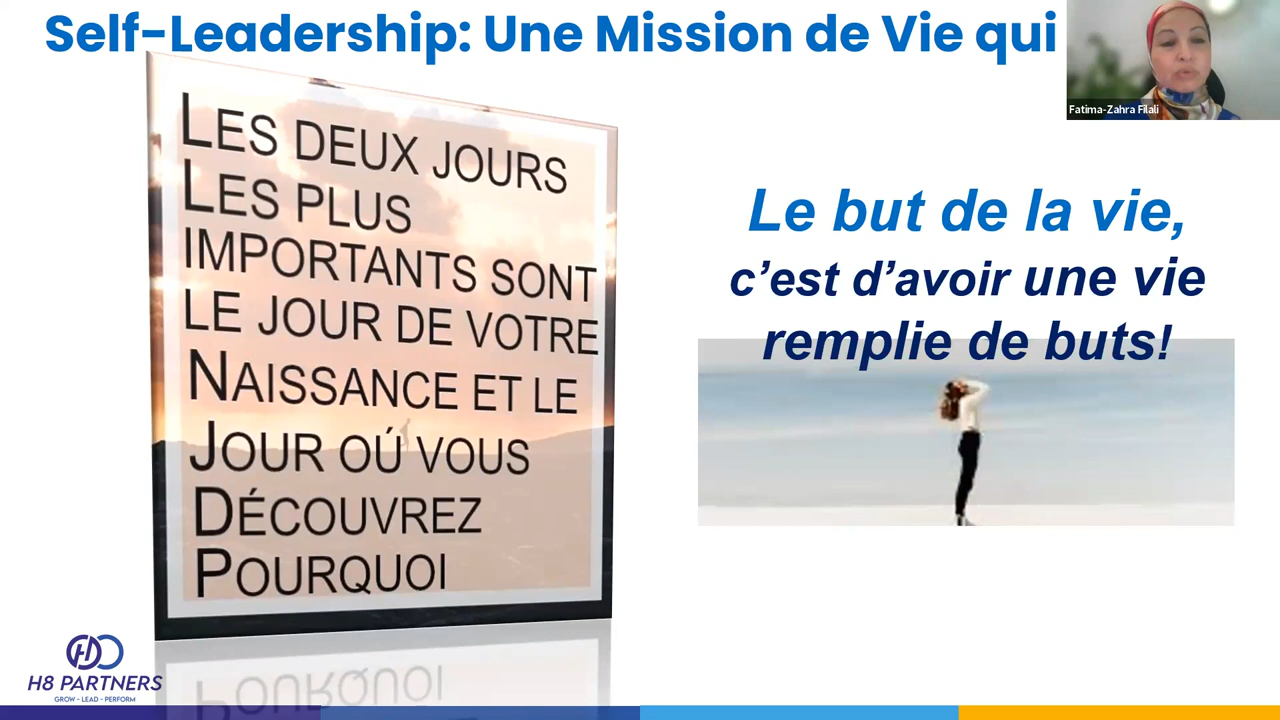 Self-Leadership: Une Mission de Vie qui
Fatima-Zahra Filali
LES DEUX JOURS
LES PLUS
IMPORTANTS SONT
LE JOUR DE VOTRE
NAISSANCE ET LE
JOUR OÚ VOUS
DÉCOUVREZ
POURQUOI
Le but de la vie,
c’est d’avoir une vie
remplie de buts!
H8 PARTNERS
GROW - LEAD - PERFORM